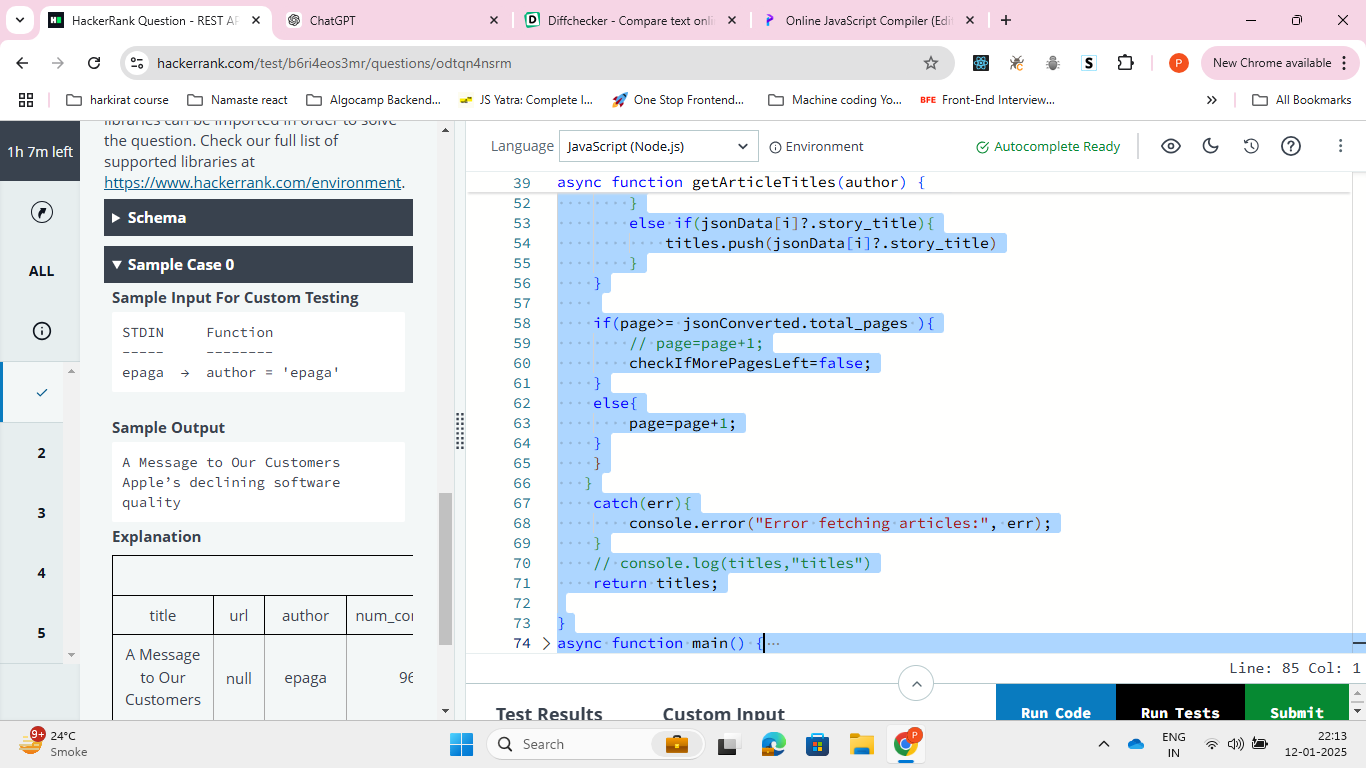 HackerRank Question - REST AP
ChatGPT
Diffchecker - Compare text onli
Online JavaScript Compiler (Edit
hackerrank.com/test/b6ri4eos3mr/questions/odtqn4nsrm
P
New Chrome available
harkirat course
Namaste react
Algocamp Backend...
JS Yatra: Complete I...
One Stop Frontend...
Machine coding Yo...
BFE Front-End Interview...
All Bookmarks
1h 7m left
ALL
2
3
4
5
libraries can be imported in order to solve
the question. Check our full list of
supported libraries at
https://www.hackerrank.com/environment.
Schema
Sample Case 0
Sample Input For Custom Testing
STDIN Function
----- --------
epaga → author = 'epaga'
Sample Output
A Message to Our Customers
Apple’s declining software
quality
Explanation
title url author num_cor
A Message
to Our
Customers
null epaga 96
Language JavaScript (Node.js) Environment Autocomplete Ready
39 async function getArticleTitles(author) {
52 }
53 else if(jsonData[i]?.story_title){
54 titles.push(jsonData[i]?.story_title)
55 }
56 }
57
58 if(page>= jsonConverted.total_pages ){
59 // page=page+1;
60 checkIfMorePagesLeft=false;
61 }
62 else{
63 page=page+1;
64 }
65 }
66 }
67 catch(err){
68 console.error("Error fetching articles:", err);
69 }
70 // console.log(titles,"titles")
71 return titles;
72
73 }
74 async function main() {···
Line: 85 Col: 1
Test Results
Custom Input
Run Code
Run Tests
Submit
9+
24°C
Smoke
Search
P
ENG
IN
22:13
12-01-2025